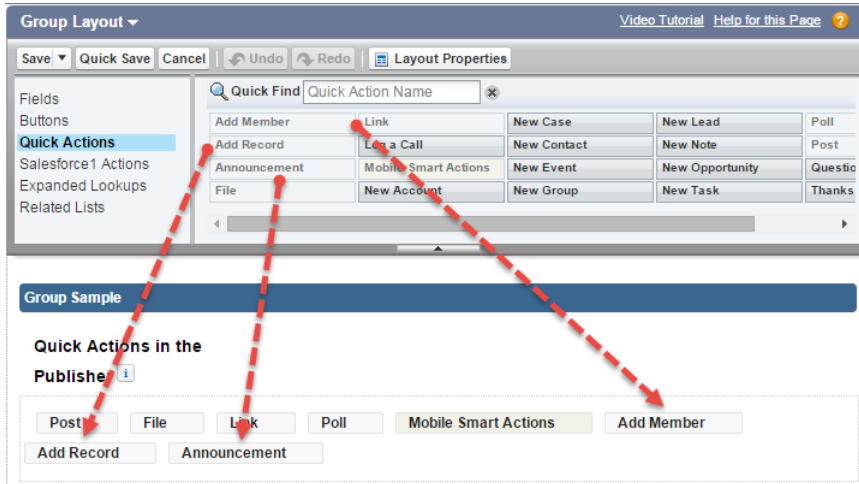 Group Layout
Video Tutorial Help for this Page ?
Save Quick Save Cancel Undo Redo Layout Properties
Fields
Buttons
Quick Actions
Salesforce1 Actions
Expanded Lookups
Related Lists
Quick Find Quick Action Name
Add Member Link New Case New Lead Poll
Add Record Log a Call New Contact New Note Post
Announcement Mobile Smart Actions New Event New Opportunity Questio
File New Account New Group New Task Thanks
Group Sample
Quick Actions in the
Publisher i
Post File Link Poll Mobile Smart Actions Add Member
Add Record Announcement